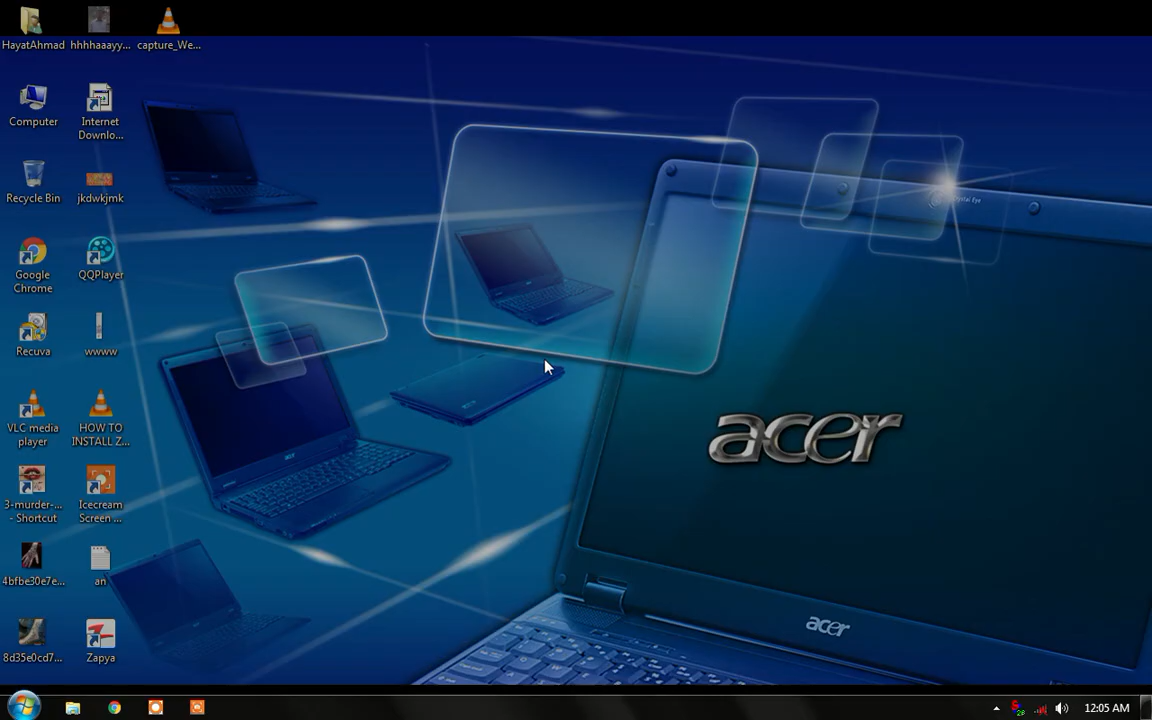 HayatAhmad
hhhhaaayy...
capture_We...
Computer
Internet
Downlo...
Recycle Bin
jkdwkjmk
Google
Chrome
QQPlayer
Recuva
wwww
VLC media
player
HOW TO
INSTALL Z...
3-murder-...
- Shortcut
Icecream
Screen ...
4bfbe30e7e...
an
8d35e0cd7...
Zapya
acer
acer
12:05 AM